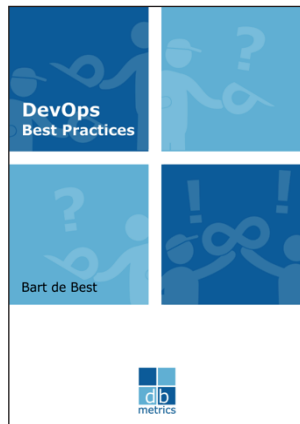 DevOps
Best Practices
?
?
! !
Bart de Best
db
metrics